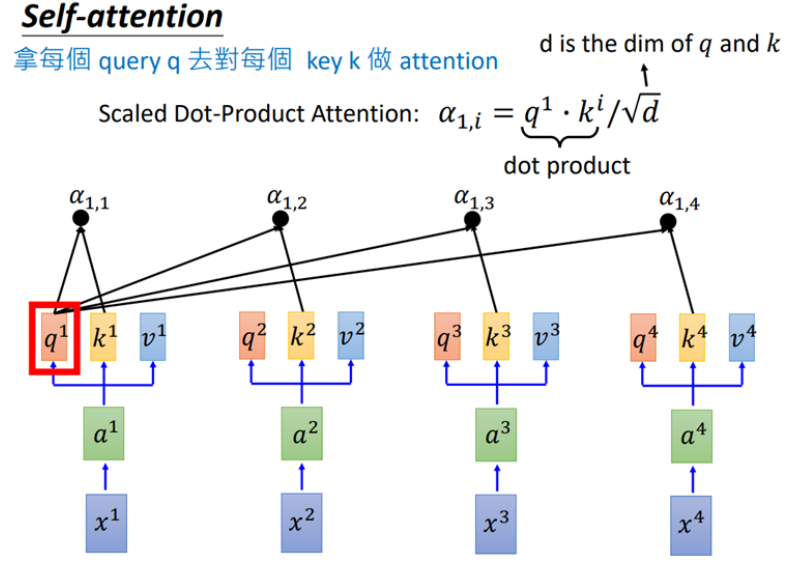 Self-attention
拿每個 query q 去對每個 key k 做 attention
d is the dim of q and k
Scaled Dot-Product Attention: α₁,ᵢ = q¹ · kⁱ/√d
dot product
α₁,₁ α₁,₂ α₁,₃ α₁,₄
q¹ k¹ v¹ q² k² v² q³ k³ v³ q⁴ k⁴ v⁴
a¹ a² a³ a⁴
x¹ x² x³ x⁴